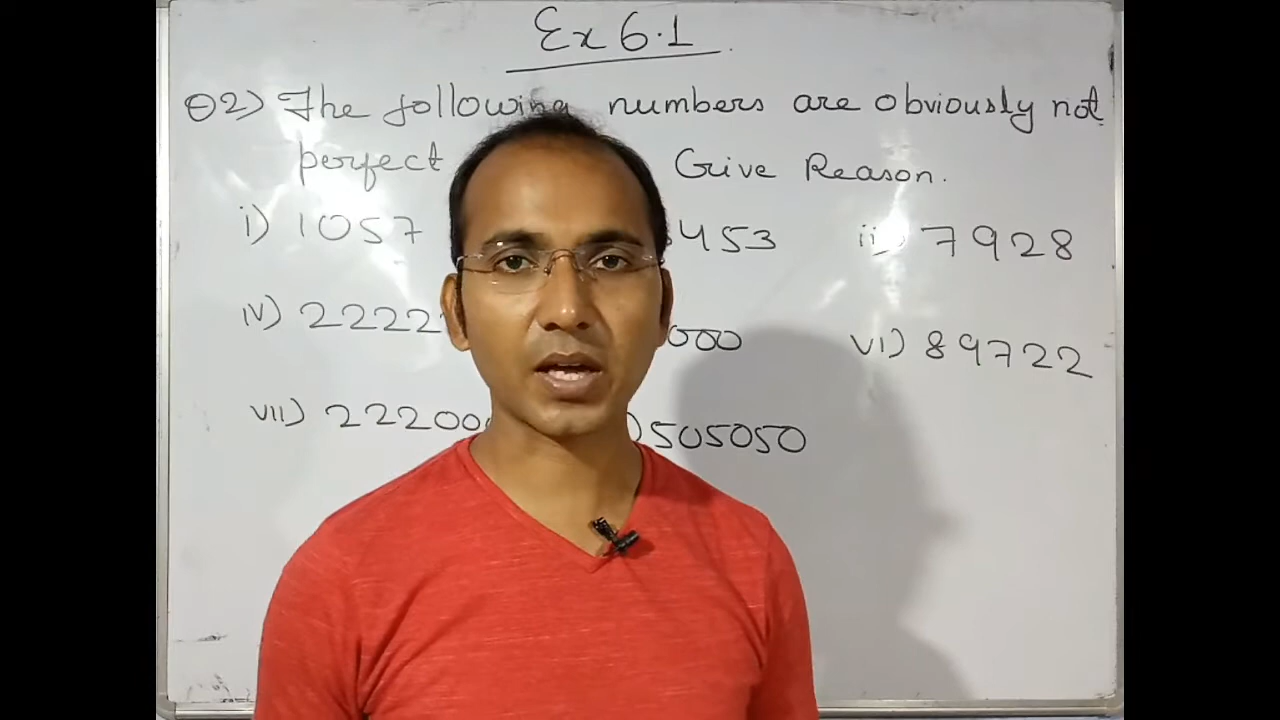 Ex 6.1
Q2) The following numbers are obviously not
perfect Give Reason.
i) 1057 453 iii) 7928
iv) 2222 000 vi) 89722
vii) 22200 ) 505050